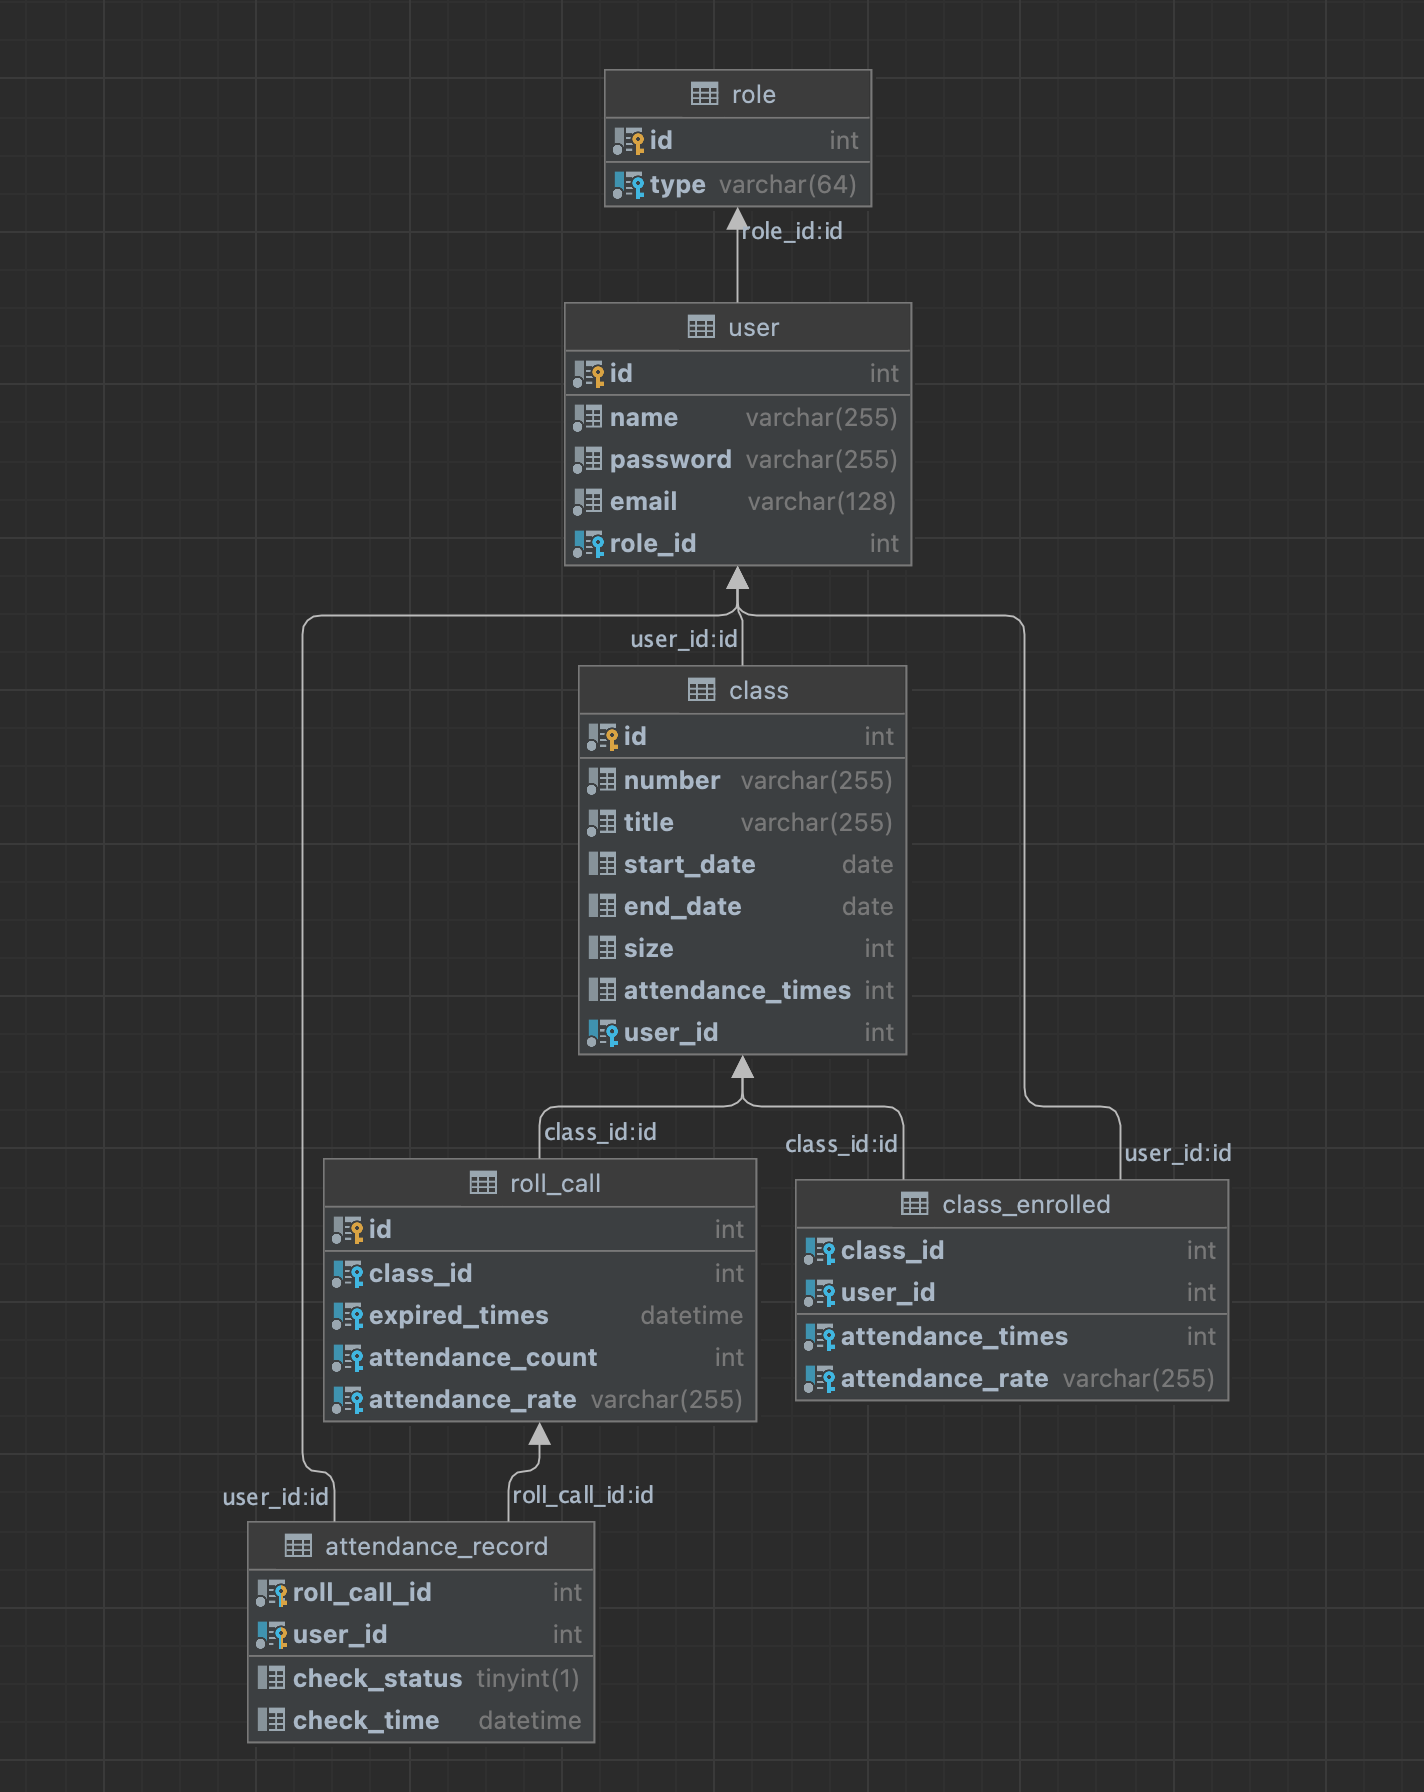 role
id int
type varchar(64)
role_id:id
user
id int
name varchar(255)
password varchar(255)
email varchar(128)
role_id int
user_id:id
class
id int
number varchar(255)
title varchar(255)
start_date date
end_date date
size int
attendance_times int
user_id int
class_id:id
class_id:id
user_id:id
roll_call
id int
class_id int
expired_times datetime
attendance_count int
attendance_rate varchar(255)
class_enrolled
class_id int
user_id int
attendance_times int
attendance_rate varchar(255)
user_id:id
roll_call_id:id
attendance_record
roll_call_id int
user_id int
check_status tinyint(1)
check_time datetime